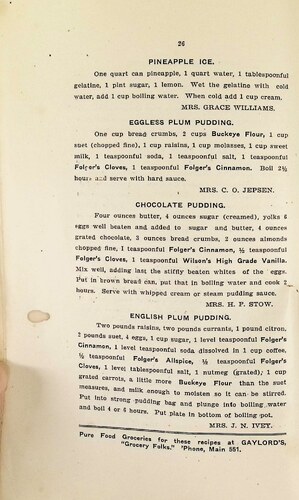 26
PINEAPPLE ICE.
One quart can pineapple, 1 quart water, 1 tablespoonful
gelatine, 1 pint sugar, 1 lemon. Wet the gelatine with cold
water, add 1 cup boiling water. When cold add 1 cup cream.
MRS. GRACE WILLIAMS.
EGGLESS PLUM PUDDING.
One cup bread crumbs, 2 cups Buckeye Flour, 1 cup
suet (chopped fine), 1 cup raisins, 1 cup molasses, 1 cup sweet
milk, 1 teaspoonful soda, 1 teaspoonful salt, 1 teaspoonful
Folger's Cloves, 1 teaspoonful Folger's Cinnamon. Boil 2½
hours and serve with hard sauce.
MRS. C. O. JEPSEN.
CHOCOLATE PUDDING.
Four ounces butter, 4 ounces sugar (creamed), yolks 6
eggs well beaten and added to sugar and butter, 4 ounces
grated chocolate, 3 ounces bread crumbs, 2 ounces almonds
chopped fine, 1 teaspoonful Folger's Cinnamon, ½ teaspoonful
Folger's Cloves, 1 teaspoonful Wilson's High Grade Vanilla.
Mix well, adding last the stiffly beaten whites of the eggs.
Put in brown bread can, put that in boiling water and cook 2
hours. Serve with whipped cream or steam pudding sauce.
MRS. H. F. STOW.
ENGLISH PLUM PUDDING.
Two pounds raisins, two pounds currants, 1 pound citron,
2 pounds suet, 4 eggs, 1 cup sugar, 1 level teaspoonful Folger's
Cinnamon, 1 level teaspoonful soda dissolved in 1 cup coffee,
teaspoonful Folger's Allspice, teaspoonful Folger's
Cloves, 1 level tablespoonful salt, 1 nutmeg (grated); 1 cup
grated carrots, a little more Buckeye Flour than the suet
measures, and milk enough to moisten so it can be stirred.
Put into strong pudding bag and plunge into boiling water
and boil 4 or 6 hours. Put plate in bottom of boiling pot.
MRS. J. N. IVEY.
Pure Food Groceries for these recipes at GAYLORD'S,
"Grocery Folks." 'Phone, Main 551.